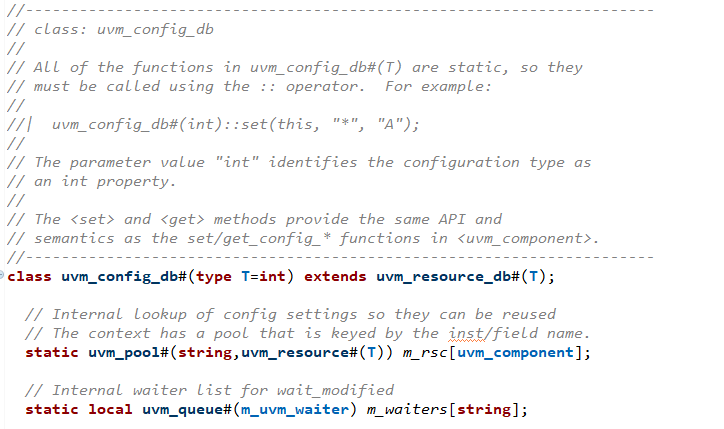 //----------------------------------------------------------------------
// class: uvm_config_db
//
// All of the functions in uvm_config_db#(T) are static, so they
// must be called using the :: operator.  For example:
//
//|  uvm_config_db#(int)::set(this, "*", "A");
//
// The parameter value "int" identifies the configuration type as
// an int property.
//
// The <set> and <get> methods provide the same API and
// semantics as the set/get_config_* functions in <uvm_component>.
//----------------------------------------------------------------------
class uvm_config_db#(type T=int) extends uvm_resource_db#(T);

  // Internal lookup of config settings so they can be reused
  // The context has a pool that is keyed by the inst/field name.
  static uvm_pool#(string,uvm_resource#(T)) m_rsc[uvm_component];

  // Internal waiter list for wait_modified
  static local uvm_queue#(m_uvm_waiter) m_waiters[string];